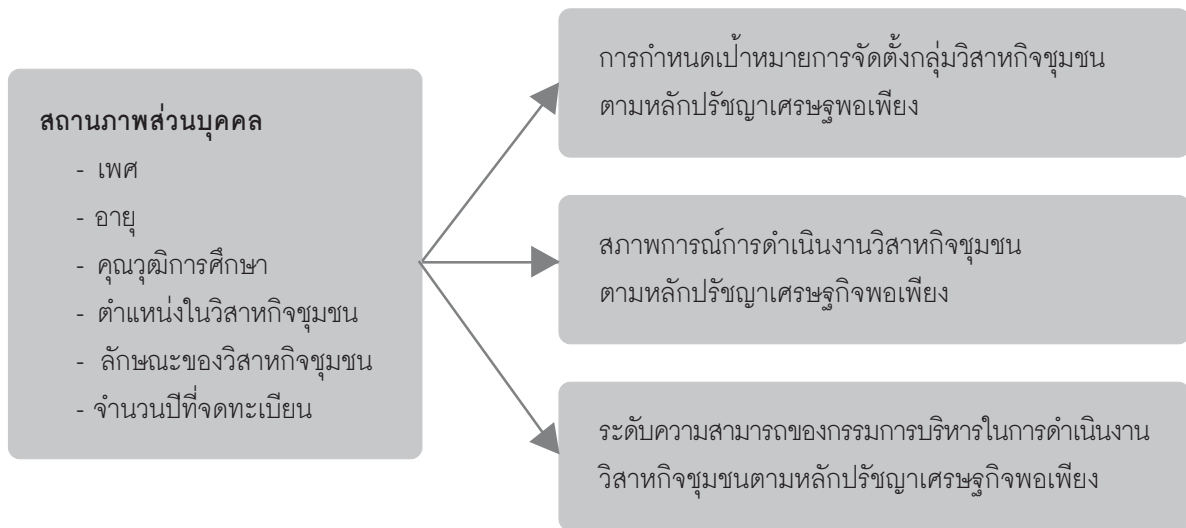 สถานภาพส่วนบุคคล
- เพศ
- อายุ
- คุณวุฒิการศึกษา
- ตำแหน่งในวิสาหกิจชุมชน
- ลักษณะของวิสาหกิจชุมชน
- จำนวนปีที่จดทะเบียน
การกำหนดเป้าหมายการจัดตั้งกลุ่มวิสาหกิจชุมชน
ตามหลักปรัชญาเศรษฐพอเพียง
สภาพการณ์การดำเนินงานวิสาหกิจชุมชน
ตามหลักปรัชญาเศรษฐกิจพอเพียง
ระดับความสามารถของกรรมการบริหารในการดำเนินงาน
วิสาหกิจชุมชนตามหลักปรัชญาเศรษฐกิจพอเพียง